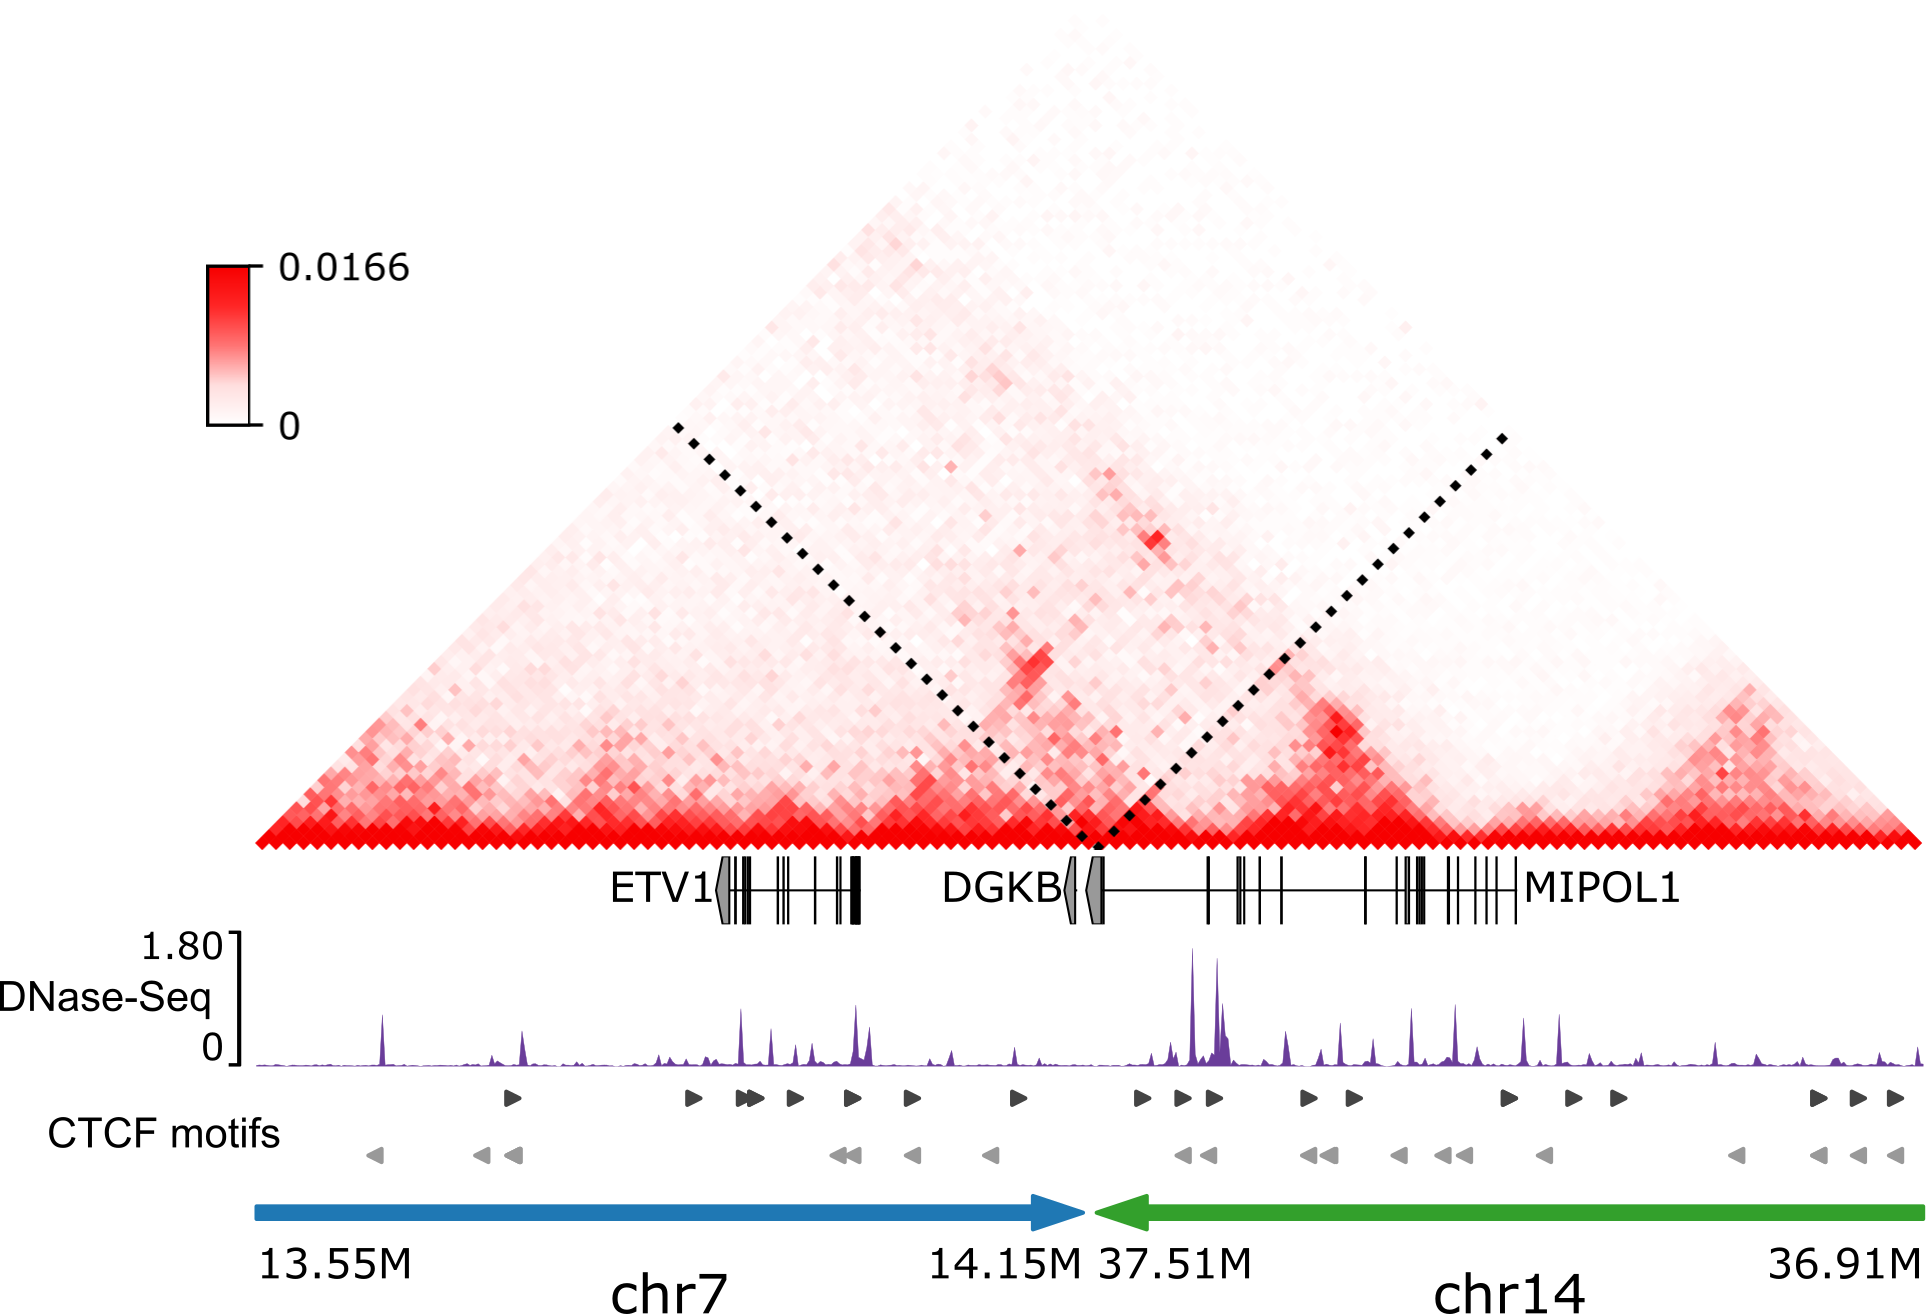 0.0166
0
ETV1
DGKB
MIPOL1
1.80
DNase-Seq
0
CTCF motifs
13.55M
14.15M
37.51M
36.91M
chr7
chr14